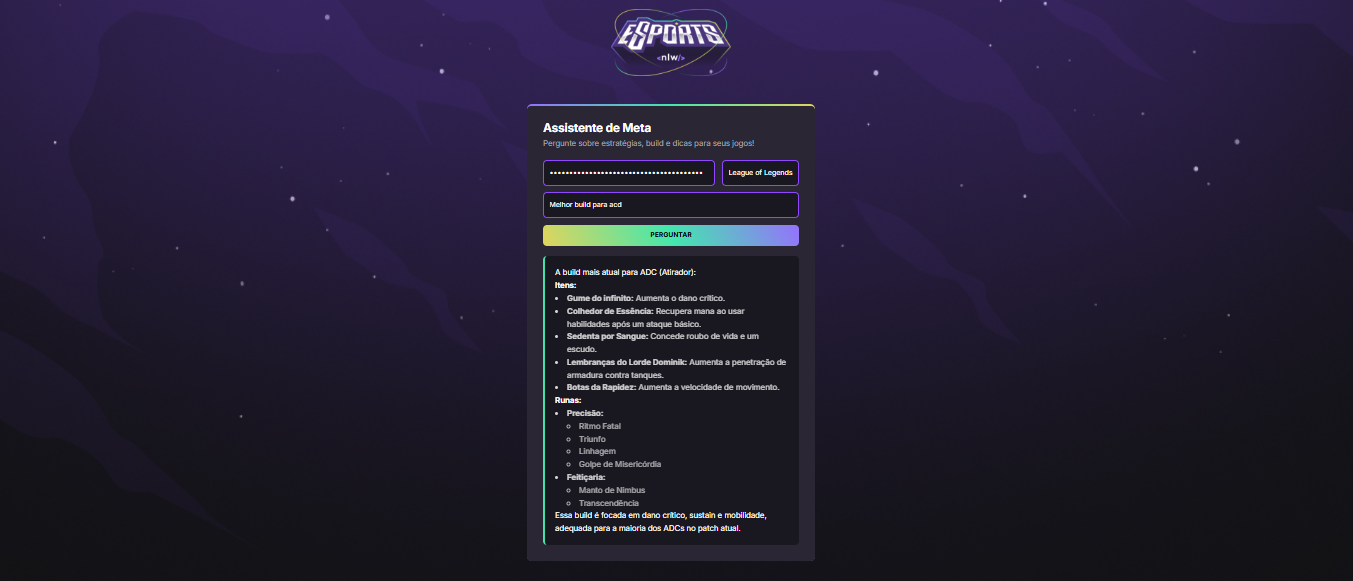 ESPORTS
<nlw/>
Assistente de Meta
Pergunte sobre estratégias, build e dicas para seus jogos!
League of Legends
Melhor build para acd
PERGUNTAR
A build mais atual para ADC (Atirador):
Itens:
• Gume do infinito: Aumenta o dano crítico.
• Colhedor de Essência: Recupera mana ao usar
habilidades após um ataque básico.
• Sedenta por Sangue: Concede roubo de vida e um
escudo.
• Lembranças do Lorde Dominik: Aumenta a penetração de
armadura contra tanques.
• Botas da Rapidez: Aumenta a velocidade de movimento.
Runas:
• Precisão:
◦ Ritmo Fatal
◦ Triunfo
◦ Linhagem
◦ Golpe de Misericórdia
• Feitiçaria:
◦ Manto de Nimbus
◦ Transcendência
Essa build é focada em dano crítico, sustain e mobilidade,
adequada para a maioria dos ADCs no patch atual.